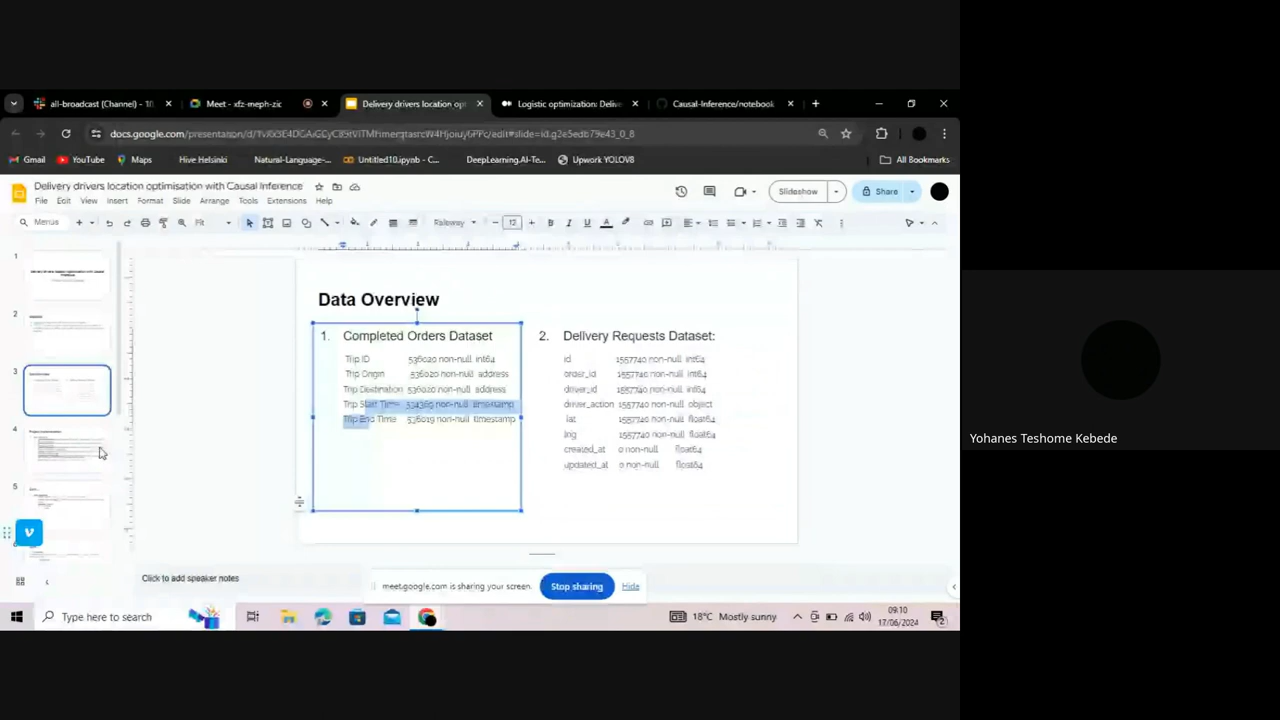 all-broadcast (Channel) - 1
Meet - xfz-meph-zic
Delivery drivers location op
Logistic optimization: Delive
Causal-Inference/notebook
Gmail
YouTube
Maps
Hive Helsinki
Natural-Language-...
Untitled10.ipynb - C...
DeepLearning.AI-Te...
Upwork YOLOV8
All Bookmarks
Delivery drivers location optimisation with Causal Inference
File Edit View Insert Format Slide Arrange Tools Extensions Help
Slideshow
Share
Menus
Fit
Raleway
12
1
2
3
4
5
Data Overview
1. Completed Orders Dataset
Trip ID 536020 non-null int64
Trip Origin 536020 non-null address
Trip Destination 536020 non-null address
Trip Start Time 534369 non-null timestamp
Trip End Time 536019 non-null timestamp
2. Delivery Requests Dataset:
id 1557740 non-null int64
order_id 1557740 non-null int64
driver_id 1557740 non-null int64
driver_action 1557740 non-null object
lat 1557740 non-null float64
lng 1557740 non-null float64
created_at 0 non-null float64
updated_at 0 non-null float64
Click to add speaker notes
meet.google.com is sharing your screen.
Stop sharing
Hide
Type here to search
18°C Mostly sunny
09:10
17/06/2024
Yohanes Teshome Kebede